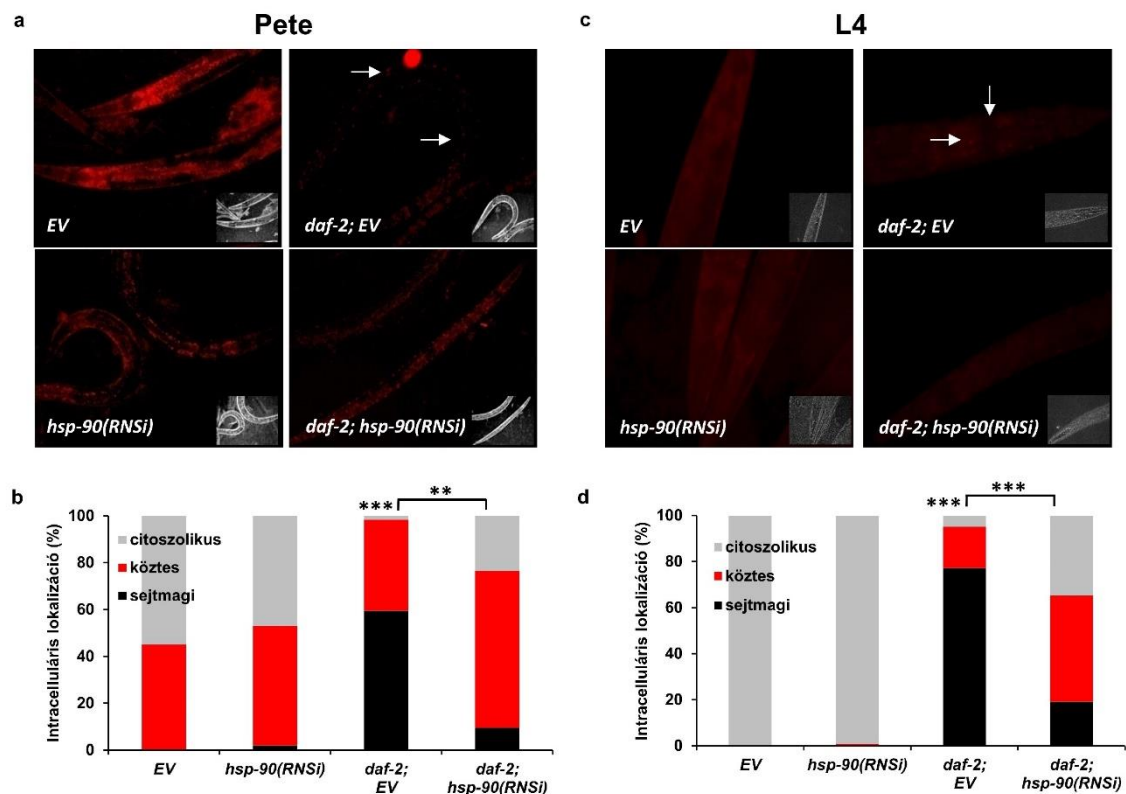 a
Pete
EV
daf-2; EV
hsp-90(RNSi)
daf-2; hsp-90(RNSi)
c
L4
EV
daf-2; EV
hsp-90(RNSi)
daf-2; hsp-90(RNSi)
b
Intracelluláris lokalizáció (%)
100
80
60
40
20
0
citoszolikus
köztes
sejtmagi
***
**
EV
hsp-90(RNSi)
daf-2;
EV
daf-2;
hsp-90(RNSi)
d
Intracelluláris lokalizáció (%)
100
80
60
40
20
0
citoszolikus
köztes
sejtmagi
***
***
EV
hsp-90(RNSi)
daf-2;
EV
daf-2;
hsp-90(RNSi)